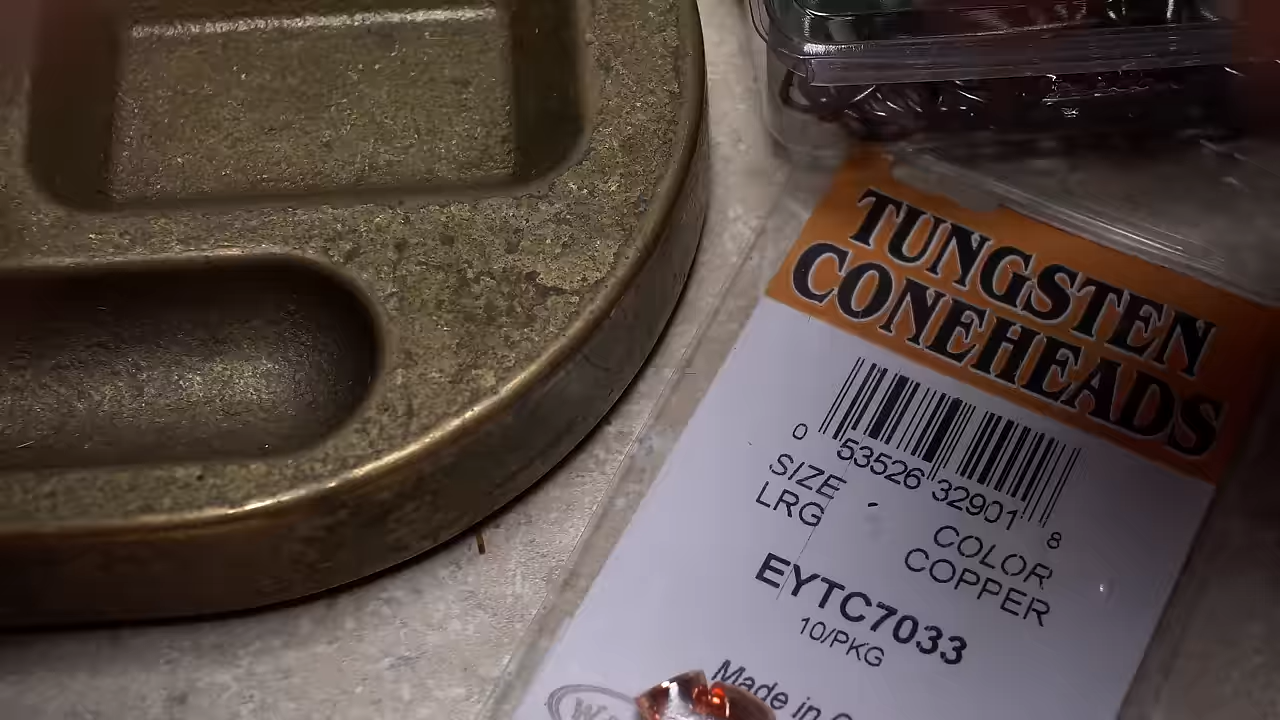 TUNGSTEN
CONEHEADS
0 53526 32901 8
SIZE
LRG
COLOR
COPPER
EYTC7033
10/PKG
Made in